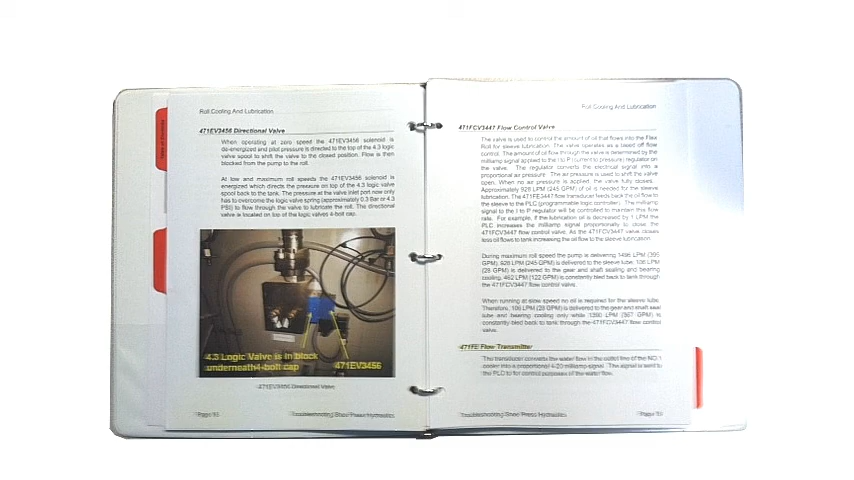 Roll Cooling And Lubrication
471EV3456 Directional Valve
When operating at zero speed the 471EV3456 solenoid is
de-energized and pilot pressure is directed to the top of the 4.3 logic
valve spool to shift the valve to the closed position. Flow is then
blocked from the pump to the roll.
At low and maximum roll speeds the 471EV3456 solenoid is
energized which directs the pressure on top of the 4.3 logic valve
spool back to the tank. The pressure at the valve inlet port now only
has to overcome the logic valve spring (approximately 0.3 Bar or 4.3
PSI) to flow through the valve to lubricate the roll. The directional
valve is located on top of the logic valves 4-bolt cap.
4.3 Logic Valve is in block
underneath4-bolt cap
471EV3456
471EV3456 Directional Valve
Troubleshooting Shoe Press Hydraulics
Roll Cooling And Lubrication
471FCV3447 Flow Control Valve
The valve is used to control the amount of oil that flows into the Flex
Roll for sleeve lubrication. The valve operates as a bleed off flow
control. The amount of oil flow through the valve is determined by the
milliamp signal applied to the I to P (current to pressure) regulator on
the valve. The regulator converts the electrical signal into a
proportional air pressure. The air pressure is used to shift the valve
open. When no air pressure is applied, the valve fully closes.
Approximately 928 LPM (245 GPM) of oil is needed for the sleeve
lubrication. The 471FE3447 flow transducer feeds back the oil flow to
the sleeve to the PLC (programmable logic controller). The milliamp
signal to the I to P regulator will be controlled to maintain this flow
rate. For example, if the lubrication oil is decreased by 1 LPM the
PLC increases the milliamp signal proportionally to close the
471FCV3447 flow control valve. As the 471FCV3447 valve closes
less oil flows to tank increasing the oil flow to the sleeve lubrication.
During maximum roll speed the pump is delivering 1496 LPM (395
GPM). 928 LPM (245 GPM) is delivered to the sleeve lube. 106 LPM
(28 GPM) is delivered to the gear and shaft sealing and bearing
cooling. 462 LPM (122 GPM) is constantly bled back to tank through
the 471FCV3447 flow control valve.
When running at slow speed no oil is required for the sleeve lube.
Therefore, 106 LPM (28 GPM) is delivered to the gear and shaft seal
lube and bearing cooling only while 1390 LPM (367 GPM) is
constantly bled back to tank through the 471FCV3447 flow control
valve.
471FE Flow Transmitter
The transducer converts the water flow in the outlet line of the NO. 1
cooler into a proportional 4-20 milliamp signal. The signal is sent to
the PLC to for control purposes of the water flow.
Troubleshooting Shoe Press Hydraulics